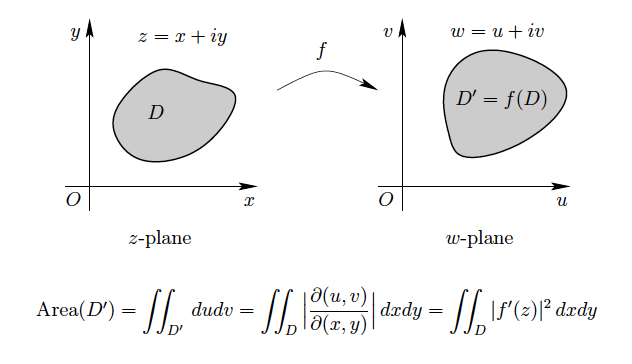 y
z = x + iy
D
O
x
z-plane
f
v
w = u + iv
D′ = f(D)
O
u
w-plane
Area(D′) = ∬_{D′} dudv = ∬_D |∂(u, v)/∂(x, y)| dxdy = ∬_D |f′(z)|² dxdy